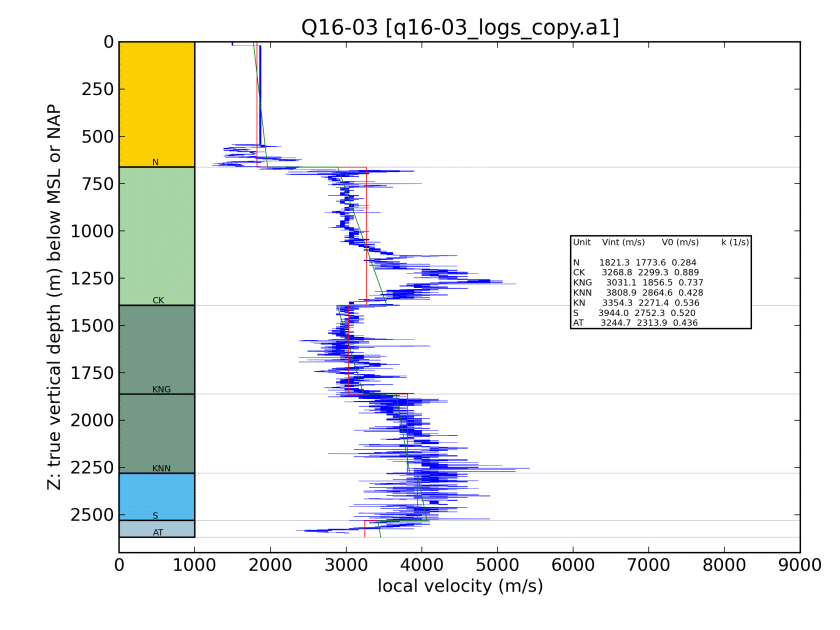 Q16-03 [q16-03_logs_copy.a1]
0
250
500
750
1000
1250
1500
1750
2000
2250
2500
Z: true vertical depth (m) below MSL or NAP
N
CK
KNG
KNN
S
AT
Unit Vint (m/s) V0 (m/s) k (1/s)
N 1821.3 1773.6 0.284
CK 3268.8 2299.3 0.889
KNG 3031.1 1856.5 0.737
KNN 3808.9 2864.6 0.428
KN 3354.3 2271.4 0.536
S 3944.0 2752.3 0.520
AT 3244.7 2313.9 0.436
0 1000 2000 3000 4000 5000 6000 7000 8000 9000
local velocity (m/s)